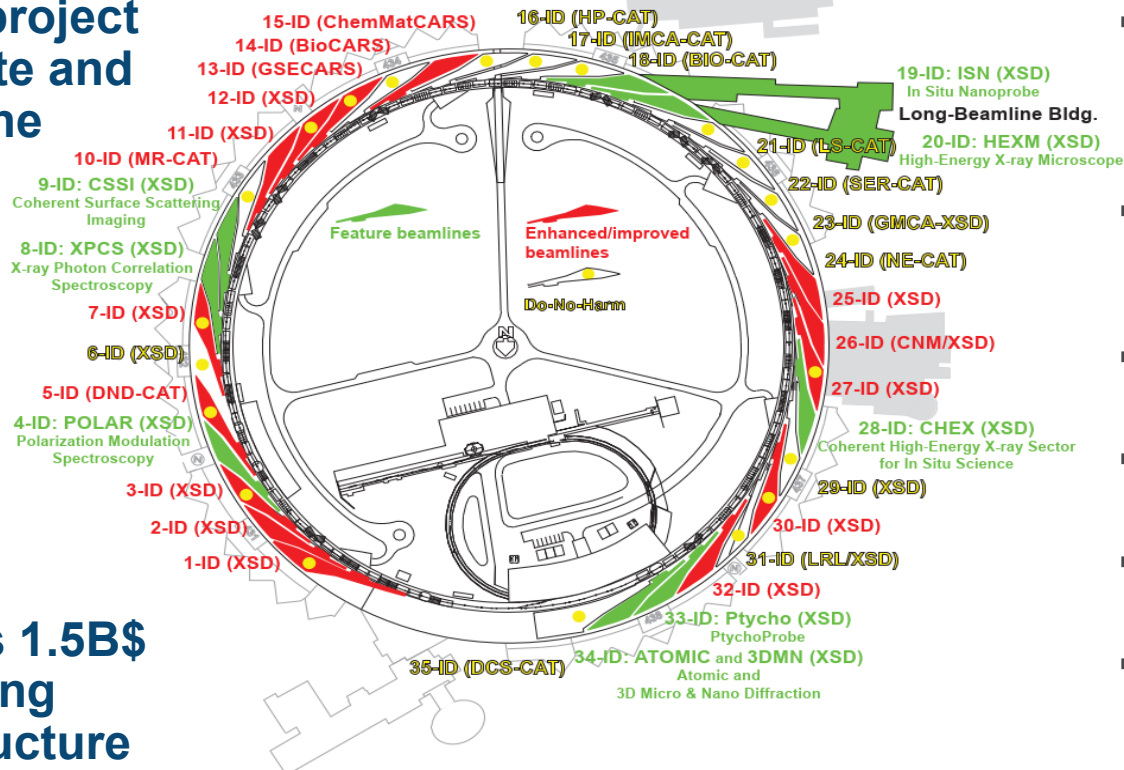 project
te and
ne
s 1.5B$
ng
ucture
15-ID (ChemMatCARS)
14-ID (BioCARS)
13-ID (GSECARS)
12-ID (XSD)
11-ID (XSD)
10-ID (MR-CAT)
9-ID: CSSI (XSD)
Coherent Surface Scattering
Imaging
8-ID: XPCS (XSD)
X-ray Photon Correlation
Spectroscopy
7-ID (XSD)
6-ID (XSD)
5-ID (DND-CAT)
4-ID: POLAR (XSD)
Polarization Modulation
Spectroscopy
3-ID (XSD)
2-ID (XSD)
1-ID (XSD)
16-ID (HP-CAT)
17-ID (IMCA-CAT)
18-ID (BIO-CAT)
19-ID: ISN (XSD)
In Situ Nanoprobe
Long-Beamline Bldg.
20-ID: HEXM (XSD)
High-Energy X-ray Microscope
21-ID (LS-CAT)
22-ID (SER-CAT)
23-ID (GMCA-XSD)
24-ID (NE-CAT)
25-ID (XSD)
26-ID (CNM/XSD)
27-ID (XSD)
28-ID: CHEX (XSD)
Coherent High-Energy X-ray Sector
for In Situ Science
29-ID (XSD)
30-ID (XSD)
31-ID (LRL/XSD)
32-ID (XSD)
33-ID: Ptycho (XSD)
PtychoProbe
34-ID: ATOMIC and 3DMN (XSD)
Atomic and
3D Micro & Nano Diffraction
35-ID (DCS-CAT)
Feature beamlines
Enhanced/improved
beamlines
Do-No-Harm
N
434
435
436
437
438
431
433